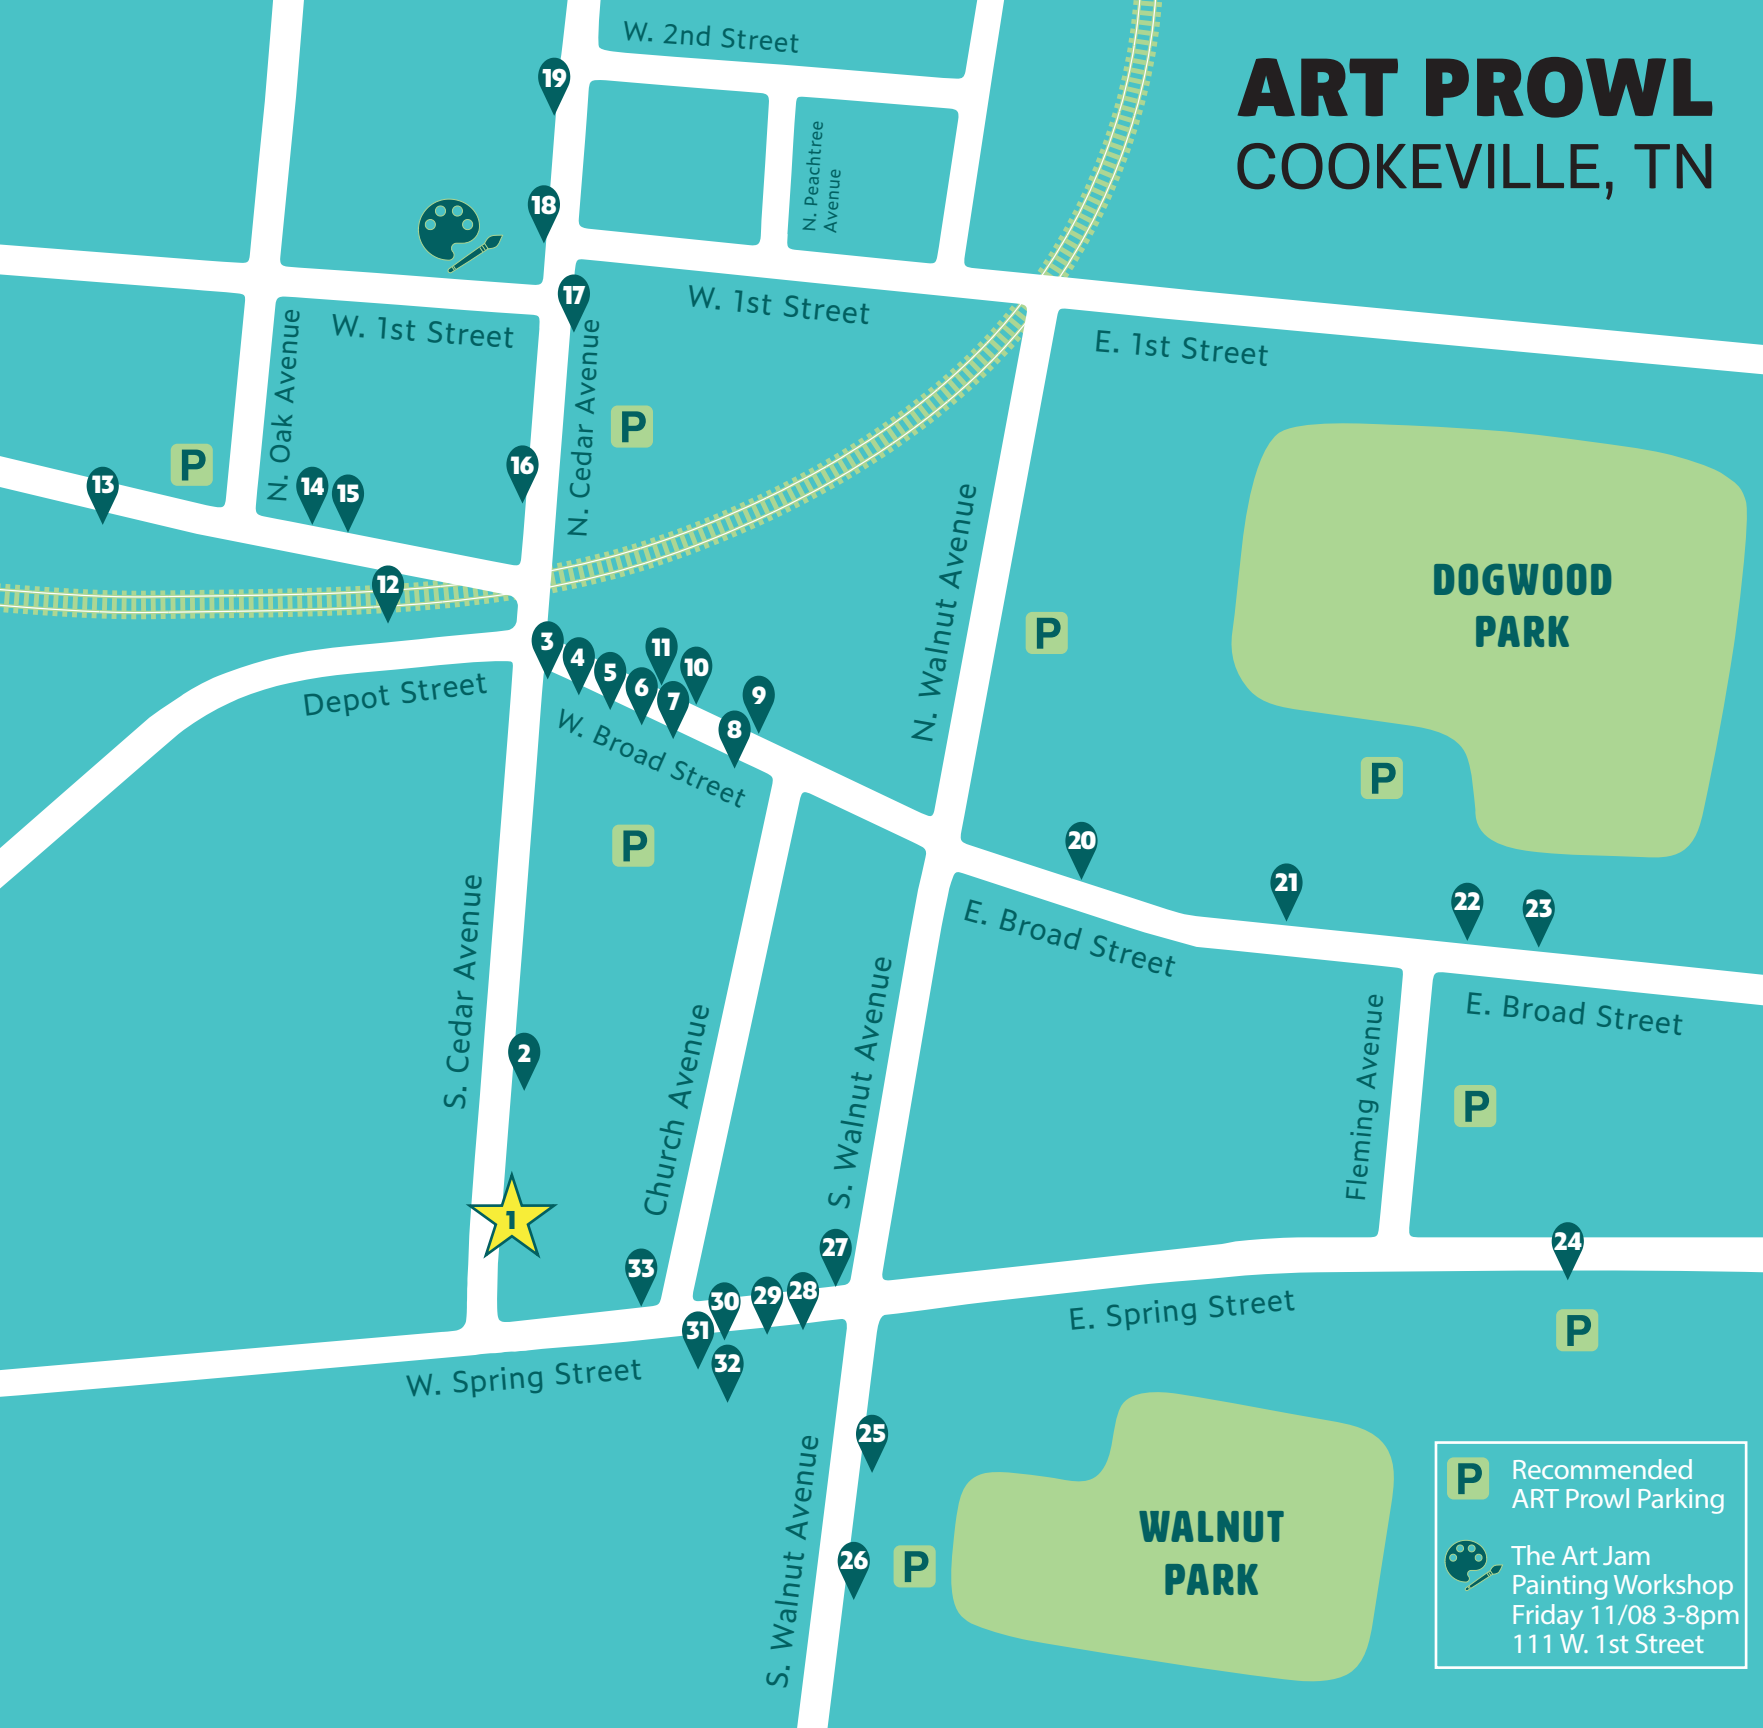 ART PROWL
COOKEVILLE, TN
W. 2nd Street
19
N. Peachtree
Avenue
18
17
W. 1st Street
W. 1st Street
E. 1st Street
N. Oak Avenue
N. Cedar Avenue
P
P
13
14
15
16
N. Walnut Avenue
DOGWOOD
PARK
12
P
3
4
5
6
7
11
10
9
8
Depot Street
W. Broad Street
P
P
20
21
22
23
E. Broad Street
E. Broad Street
S. Cedar Avenue
2
Church Avenue
S. Walnut Avenue
Fleming Avenue
P
1
33
27
24
30
29
28
31
32
W. Spring Street
E. Spring Street
P
25
26
S. Walnut Avenue
P
WALNUT
PARK
P
Recommended
ART Prowl Parking
The Art Jam
Painting Workshop
Friday 11/08 3-8pm
111 W. 1st Street